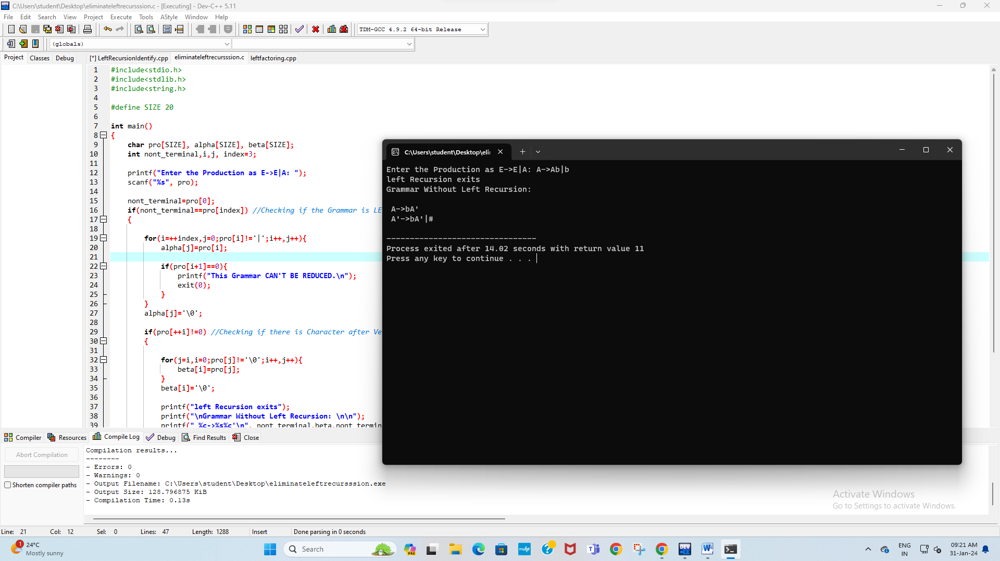 C:\Users\student\Desktop\eliminateleftrecurssion.c - [Executing] - Dev-C++ 5.11
File Edit Search View Project Execute Tools AStyle Window Help
TDM-GCC 4.9.2 64-bit Release
(globals)
Project Classes Debug [*] LeftRecursionIdentify.cpp eliminateleftrecursssion.c leftfactoring.cpp
1 #include<stdio.h>
2 #include<stdlib.h>
3 #include<string.h>
4
5 #define SIZE 20
6
7 int main()
8 {
9 char pro[SIZE], alpha[SIZE], beta[SIZE];
10 int nont_terminal,i,j, index=3;
11
12 printf("Enter the Production as E->E|A: ");
13 scanf("%s", pro);
14
15 nont_terminal=pro[0];
16 if(nont_terminal==pro[index]) //Checking if the Grammar is LE
17 {
18
19 for(i=++index,j=0;pro[i]!='|';i++,j++){
20 alpha[j]=pro[i];
21
22 if(pro[i+1]==0){
23 printf("This Grammar CAN'T BE REDUCED.\n");
24 exit(0);
25 }
26 }
27 alpha[j]='\0';
28
29 if(pro[++i]!=0) //Checking if there is Character after Ve
30 {
31
32 for(j=i,i=0;pro[j]!='\0';i++,j++){
33 beta[i]=pro[j];
34 }
35 beta[i]='\0';
36
37 printf("left Recursion exits");
38 printf("\nGrammar Without Left Recursion: \n\n");
39 printf(" %c->%s%c'\n", nont_terminal,beta,nont_termin
C:\Users\student\Desktop\eli
Enter the Production as E->E|A: A->Ab|b
left Recursion exits
Grammar Without Left Recursion:
A->bA'
A'->bA'|#
--------------------------------
Process exited after 14.02 seconds with return value 11
Press any key to continue . . .
Compiler Resources Compile Log Debug Find Results Close
Abort Compilation
Shorten compiler paths
Compilation results...
--------
- Errors: 0
- Warnings: 0
- Output Filename: C:\Users\student\Desktop\eliminateleftrecursssion.exe
- Output Size: 128.796875 KiB
- Compilation Time: 0.13s
Activate Windows
Go to Settings to activate Windows.
Line: 21 Col: 12 Sel: 0 Lines: 47 Length: 1288 Insert Done parsing in 0 seconds
1
24°C
Mostly sunny
Search
PRE
myhp
DEV
ENG
IN
09:21 AM
31-Jan-24